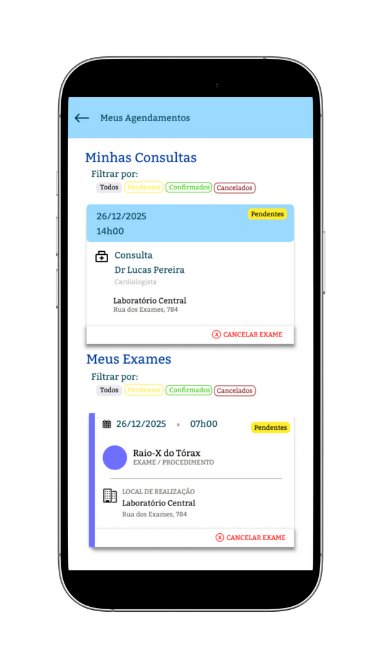 Meus Agendamentos
Minhas Consultas
Filtrar por:
Todos Pendentes Confirmados Cancelados
26/12/2025 Pendentes
14h00
Consulta
Dr Lucas Pereira
Cardiologista
Laboratório Central
Rua dos Exames, 784
CANCELAR EXAME
Meus Exames
Filtrar por:
Todos Pendentes Confirmados Cancelados
26/12/2025 07h00 Pendentes
Raio-X do Tórax
EXAME / PROCEDIMENTO
LOCAL DE REALIZAÇÃO
Laboratório Central
Rua dos Exames, 784
CANCELAR EXAME